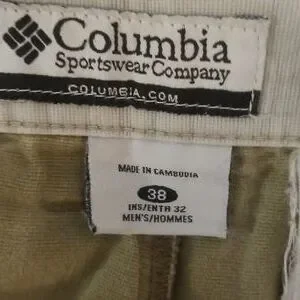 Columbia
Sportswear Company
COLUMBIA.COM
MADE IN CAMBODIA
38
INS/ENTR 32
MEN'S/HOMMES